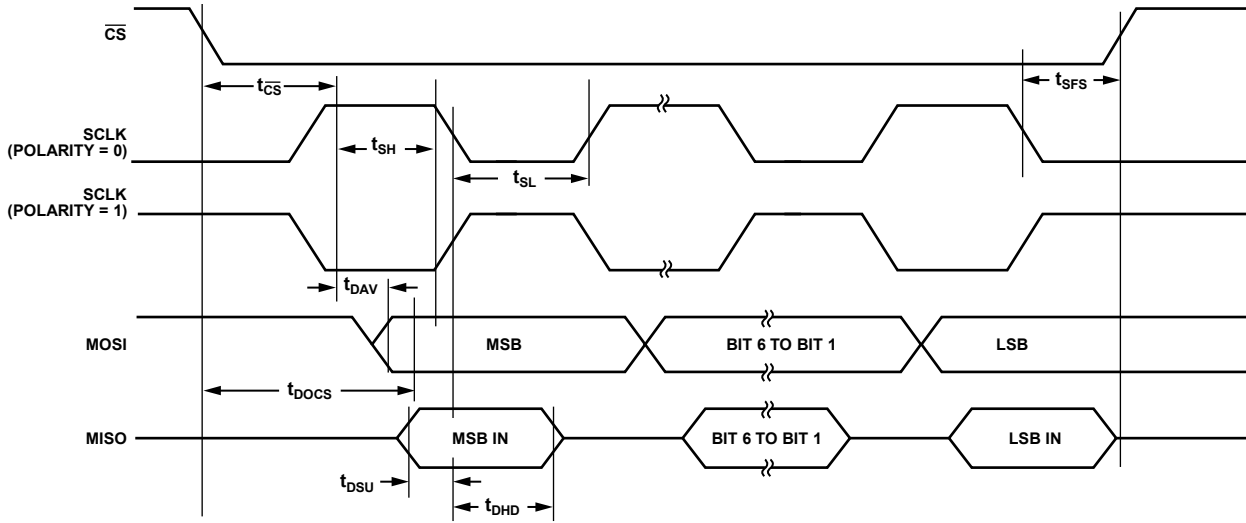 CS
tCS
tSFS
SCLK
(POLARITY = 0)
tSH
tSL
SCLK
(POLARITY = 1)
tDAV
MOSI
MSB
BIT 6 TO BIT 1
LSB
tDOCS
MISO
MSB IN
BIT 6 TO BIT 1
LSB IN
tDSU
tDHD